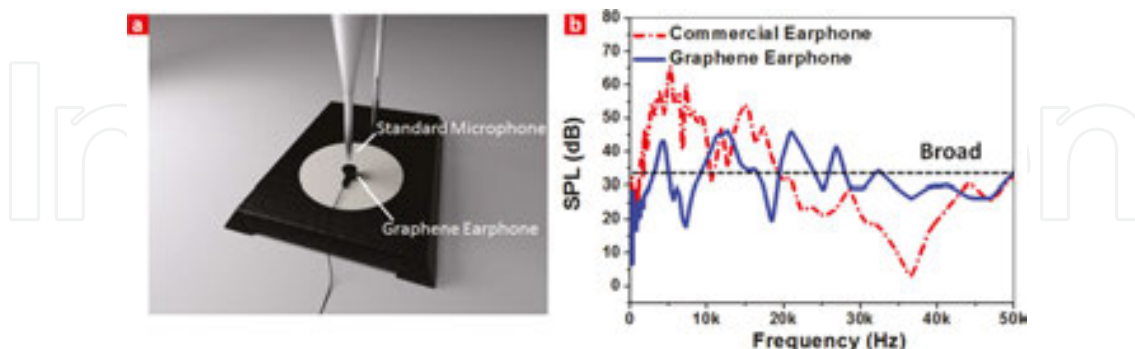 a
Standard Microphone
Graphene Earphone
b
80
70
60
50
40
30
20
10
0
SPL (dB)
Commercial Earphone
Graphene Earphone
Broad
0
10k
20k
30k
40k
50k
Frequency (Hz)